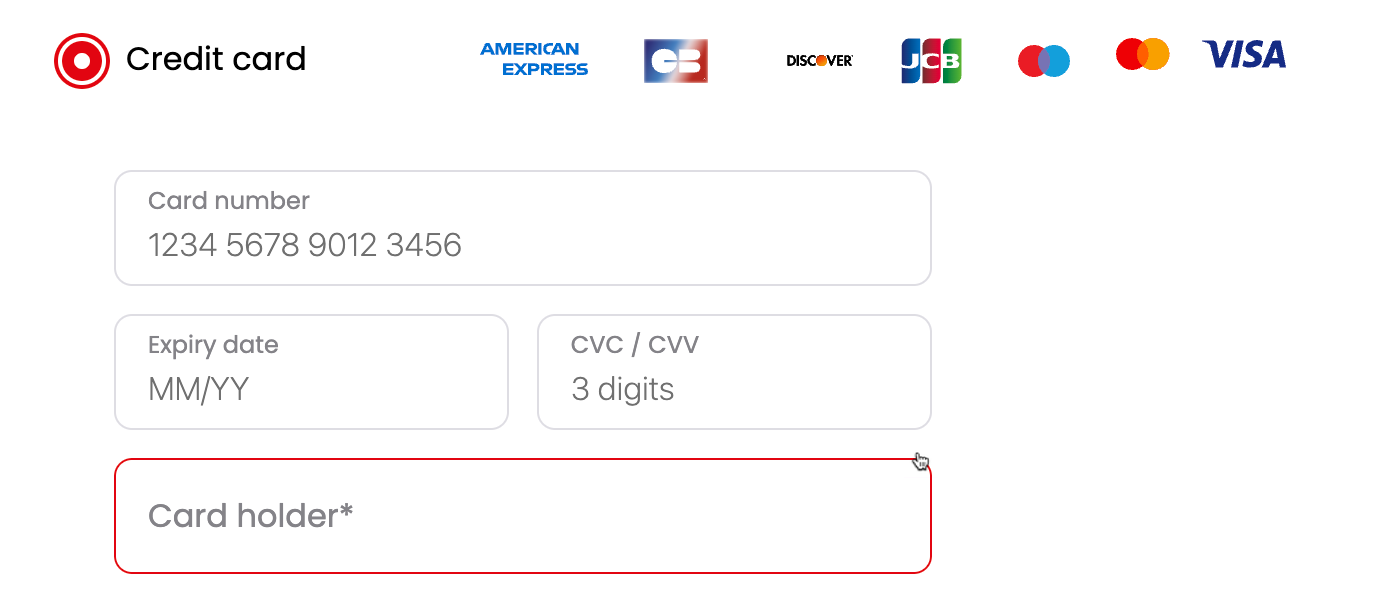 Credit card
AMERICAN
EXPRESS
CB
DISCOVER
JCB
VISA
Card number
1234 5678 9012 3456
Expiry date
MM/YY
CVC / CVV
3 digits
Card holder*